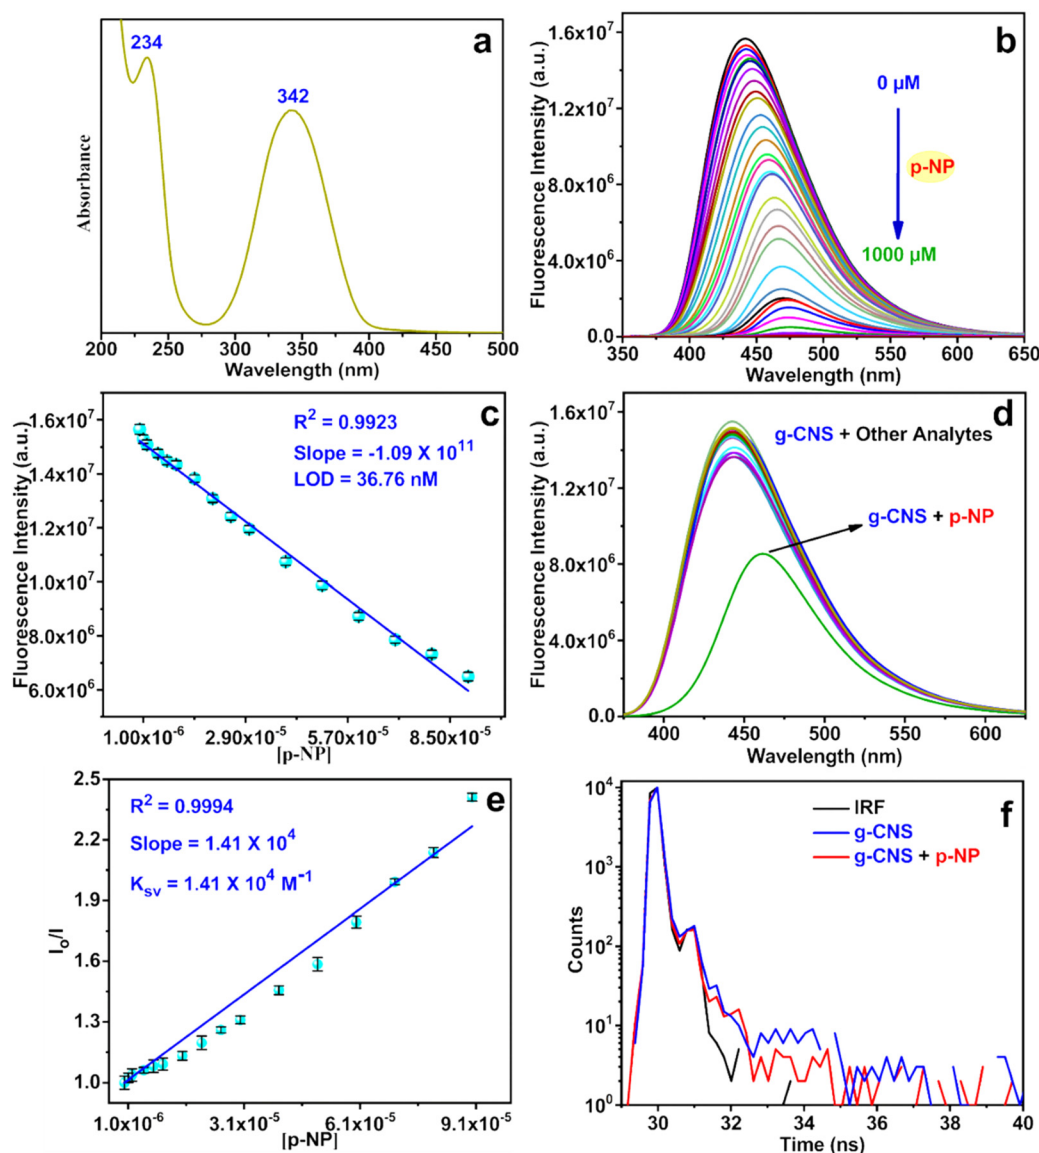 a
234
342
Absorbance
200 250 300 350 400 450 500
Wavelength (nm)
b
1.6x10⁷
1.2x10⁷
8.0x10⁶
4.0x10⁶
0.0
Fluorescence Intensity (a.u.)
0 µM
p-NP
1000 µM
350 400 450 500 550 600 650
Wavelength (nm)
c
1.6x10⁷
1.4x10⁷
1.2x10⁷
1.0x10⁷
8.0x10⁶
6.0x10⁶
Fluorescence Intensity (a.u.)
R² = 0.9923
Slope = -1.09 X 10¹¹
LOD = 36.76 nM
1.00x10⁻⁶ 2.90x10⁻⁵ 5.70x10⁻⁵ 8.50x10⁻⁵
[p-NP]
d
1.6x10⁷
1.2x10⁷
8.0x10⁶
4.0x10⁶
0.0
Fluorescence Intensity (a.u.)
g-CNS + Other Analytes
g-CNS + p-NP
400 450 500 550 600
Wavelength (nm)
e
2.5
2.2
1.9
1.6
1.3
1.0
I₀/I
R² = 0.9994
Slope = 1.41 X 10⁴
Kₛᵥ = 1.41 X 10⁴ M⁻¹
1.0x10⁻⁶ 3.1x10⁻⁵ 6.1x10⁻⁵ 9.1x10⁻⁵
[p-NP]
f
10⁴
10³
10²
10¹
10⁰
Counts
IRF
g-CNS
g-CNS + p-NP
30 32 34 36 38 40
Time (ns)